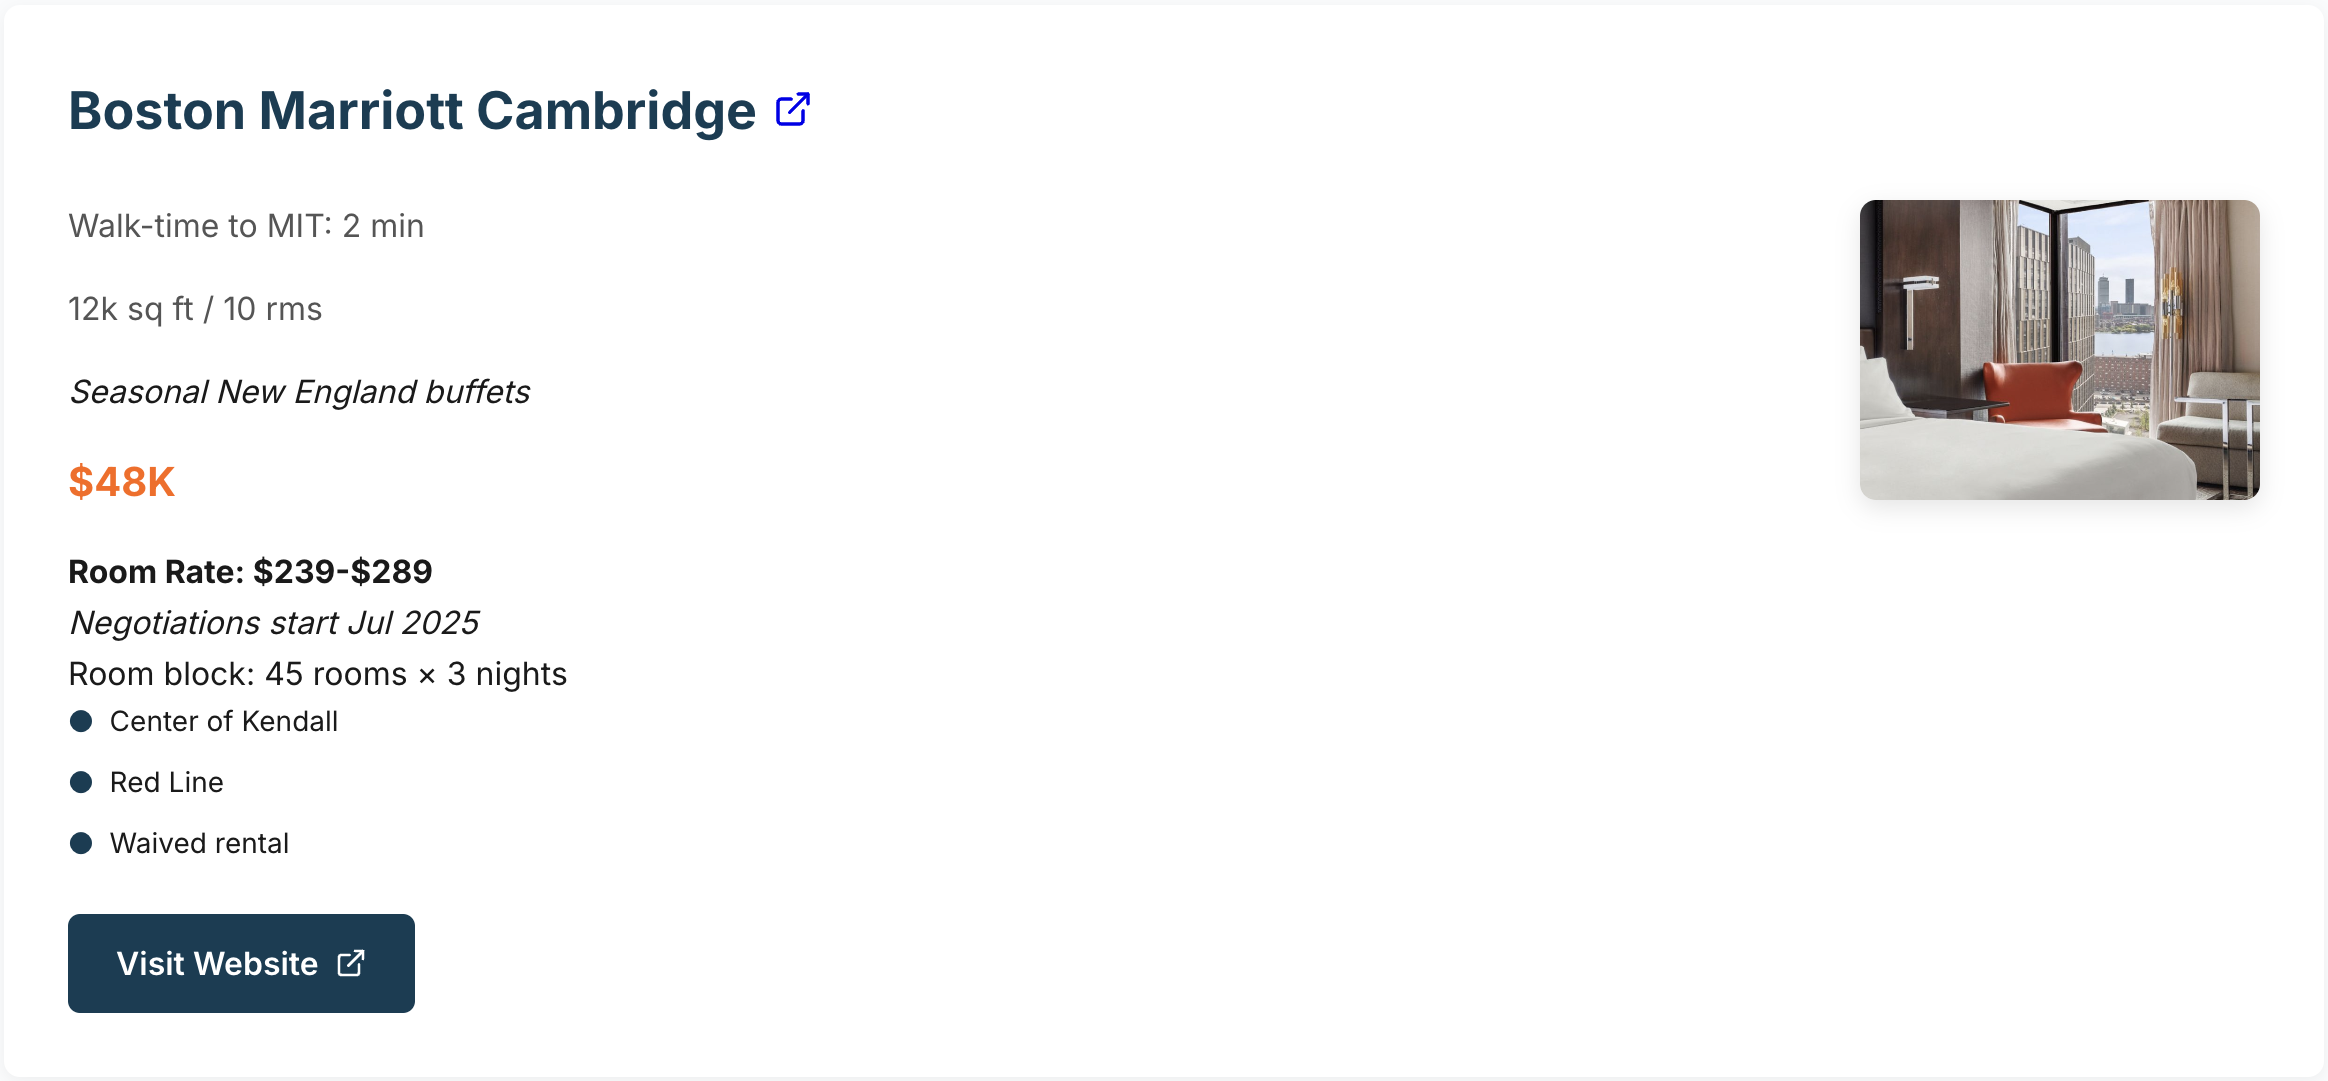 Boston Marriott Cambridge
Walk-time to MIT: 2 min
12k sq ft / 10 rms
Seasonal New England buffets
$48K
Room Rate: $239-$289
Negotiations start Jul 2025
Room block: 45 rooms × 3 nights
Center of Kendall
Red Line
Waived rental
Visit Website